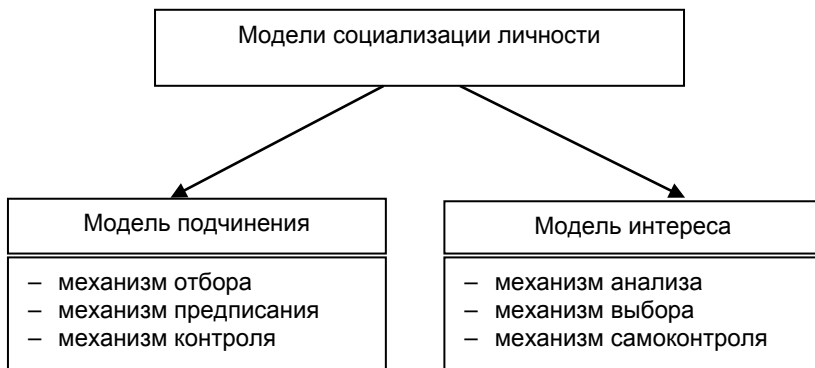 Модели социализации личности
Модель подчинения
– механизм отбора
– механизм предписания
– механизм контроля
Модель интереса
– механизм анализа
– механизм выбора
– механизм самоконтроля